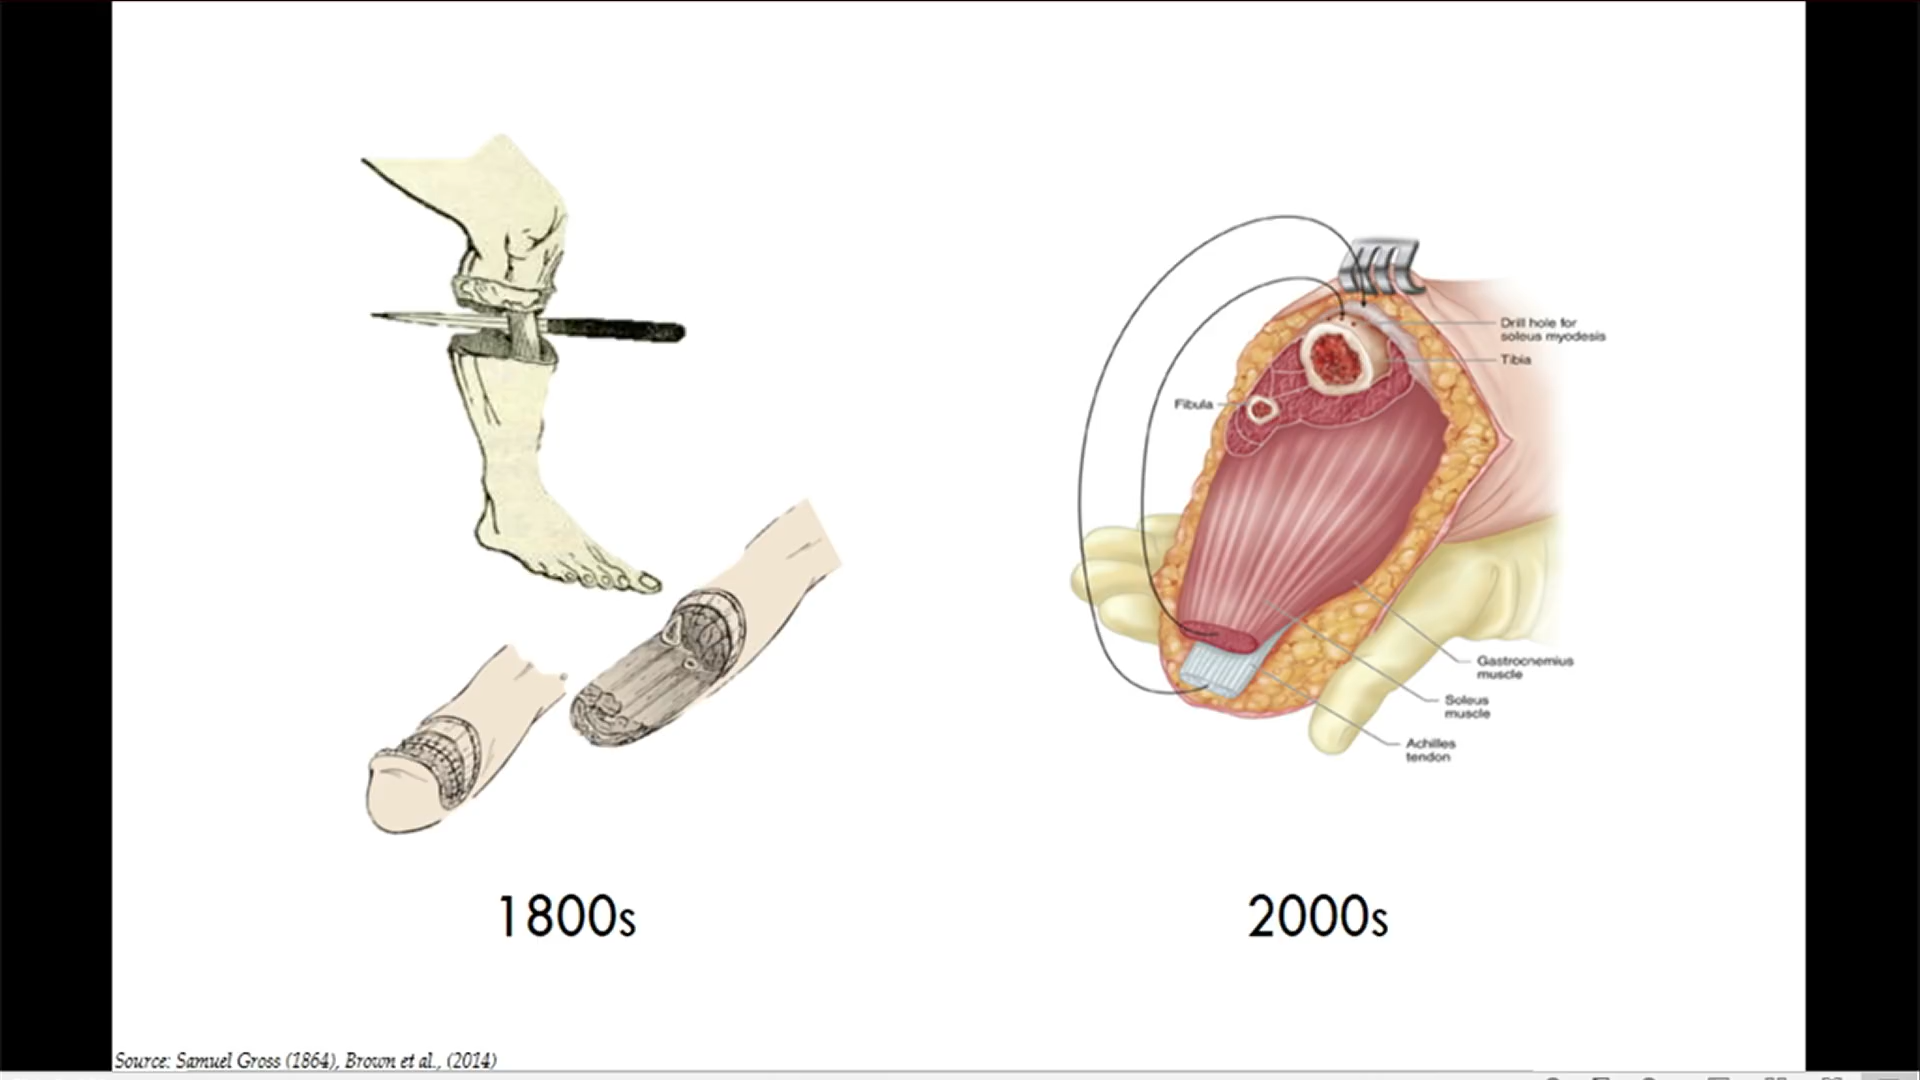 Drill hole for
soleus myodesis
Tibia
Fibula
Gastrocnemius
muscle
Soleus
muscle
Achilles
tendon
1800s
2000s
Source: Samuel Gross (1864), Brown et al., (2014)